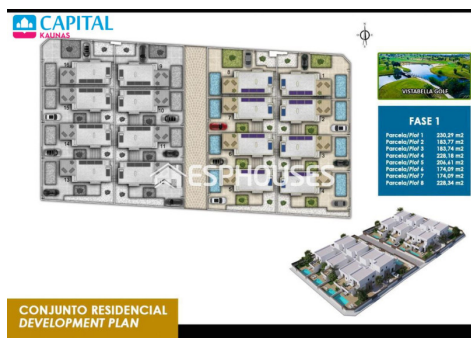 CAPITAL
KAUNAS
VISTABELLA GOLF
FASE 1
Parcela/Plot 1 230,29 m2
Parcela/Plot 2 183,77 m2
Parcela/Plot 3 183,74 m2
Parcela/Plot 4 228,18 m2
Parcela/Plot 5 206,61 m2
Parcela/Plot 6 174,09 m2
Parcela/Plot 7 174,09 m2
Parcela/Plot 8 228,34 m2
ESPHOUSES
CONJUNTO RESIDENCIAL
DEVELOPMENT PLAN